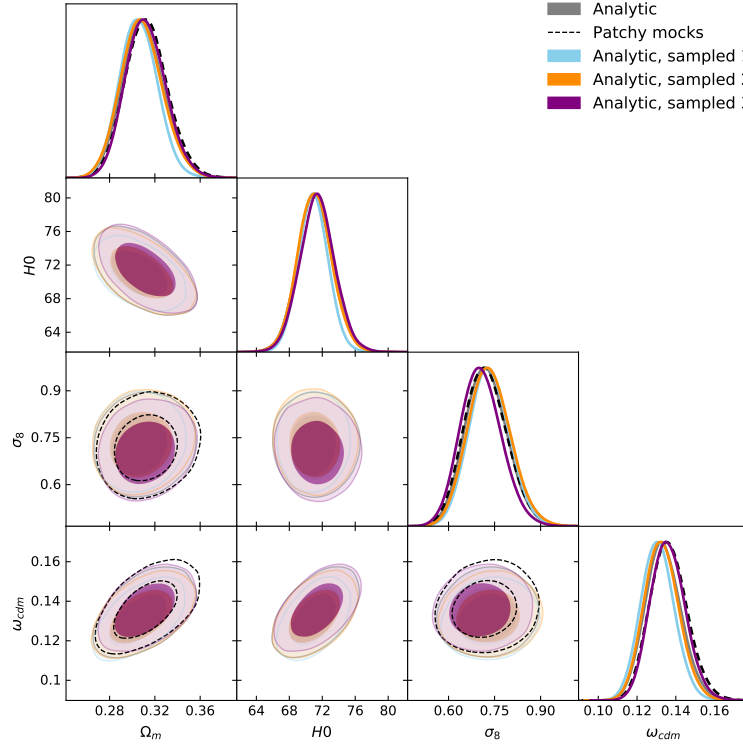 Analytic
Patchy mocks
Analytic, sampled
Analytic, sampled
Analytic, sampled
80
76
72
68
64
H0
0.9
0.75
0.6
σ8
0.16
0.14
0.12
0.1
ωcdm
0.28 0.32 0.36
Ωm
64 68 72 76 80
H0
0.60 0.75 0.90
σ8
0.10 0.12 0.14 0.16
ωcdm